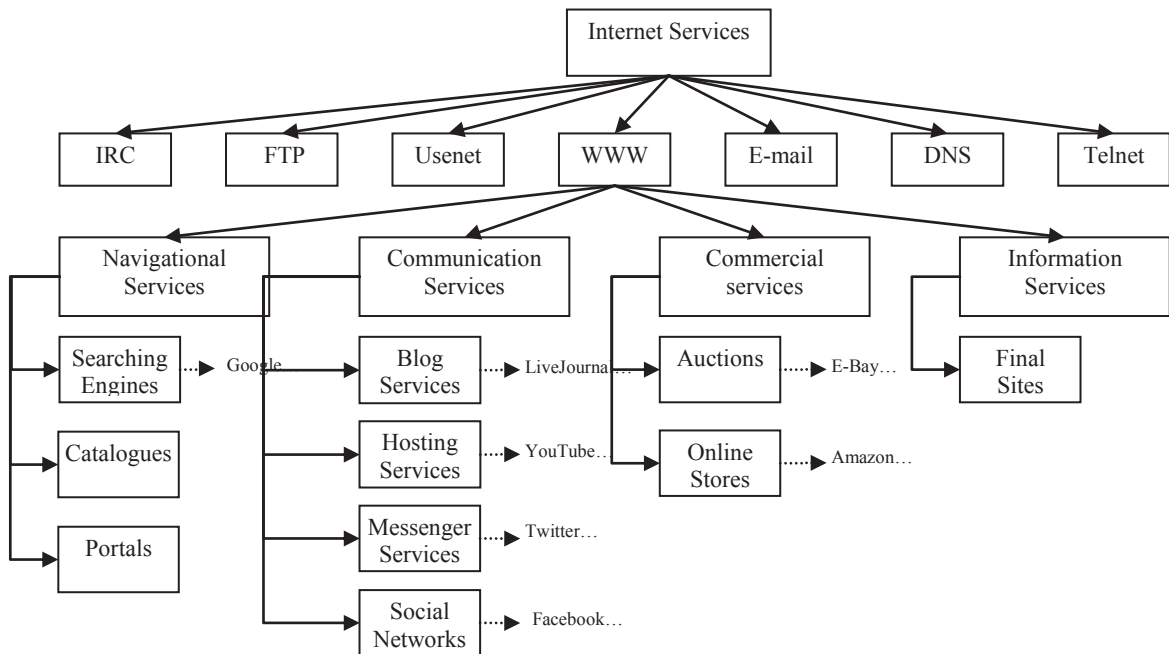 Internet Services
IRC
FTP
Usenet
WWW
E-mail
DNS
Telnet
Navigational
Services
Communication
Services
Commercial
services
Information
Services
Searching
Engines
Google
Blog
Services
LiveJournal…
Auctions
E-Bay…
Final
Sites
Catalogues
Hosting
Services
YouTube…
Online
Stores
Amazon…
Portals
Messenger
Services
Twitter…
Social
Networks
Facebook…